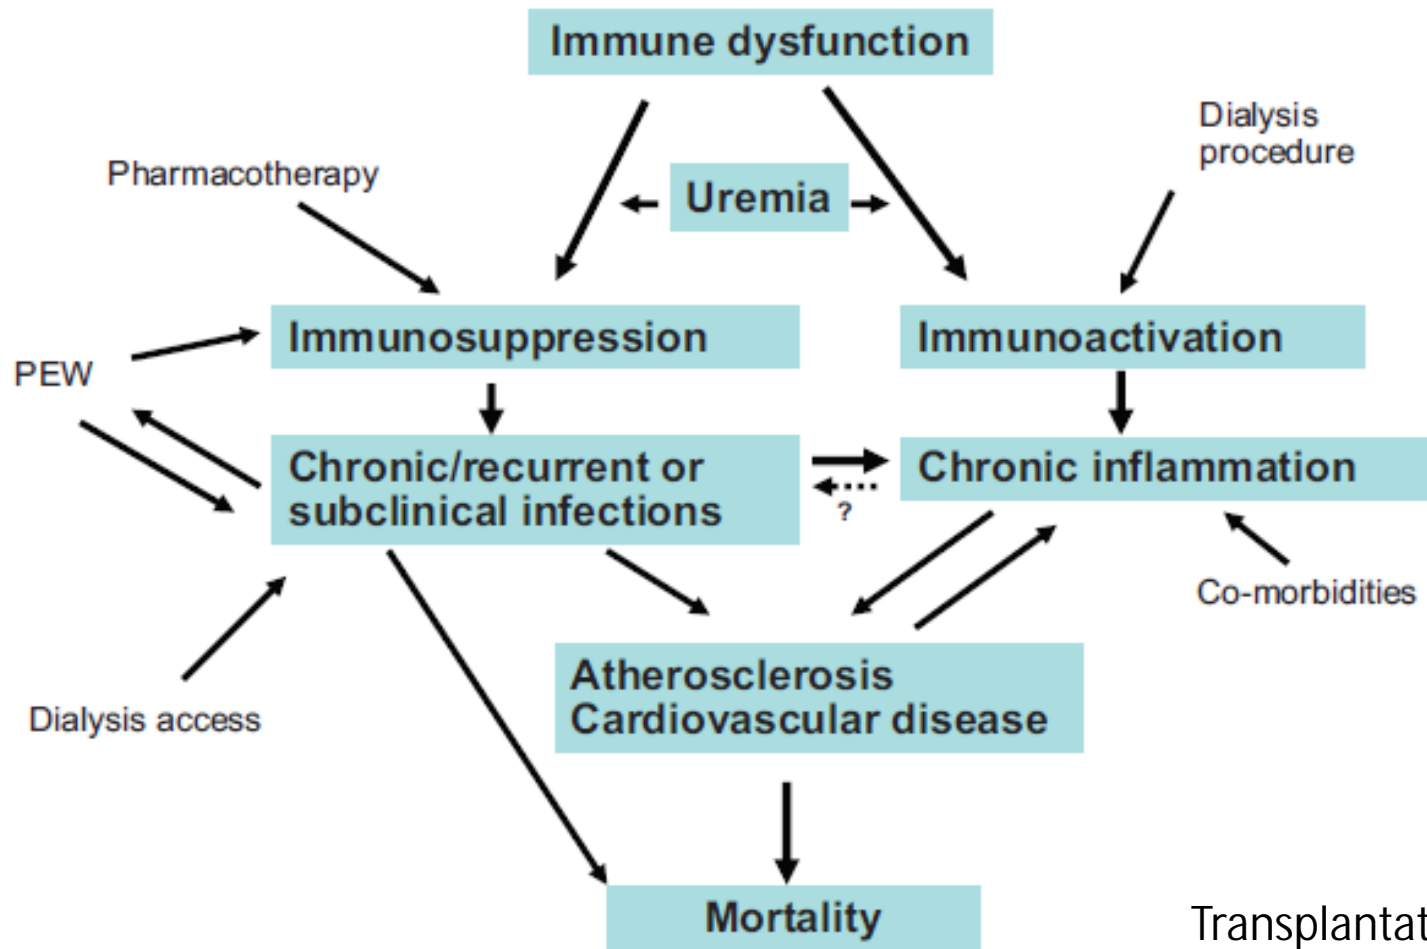 Immune dysfunction
Dialysis
procedure
Pharmacotherapy
Uremia
Immunosuppression
Immunoactivation
PEW
Chronic/recurrent or
subclinical infections
Chronic inflammation
?
Co-morbidities
Atherosclerosis
Cardiovascular disease
Dialysis access
Mortality
Transplantat